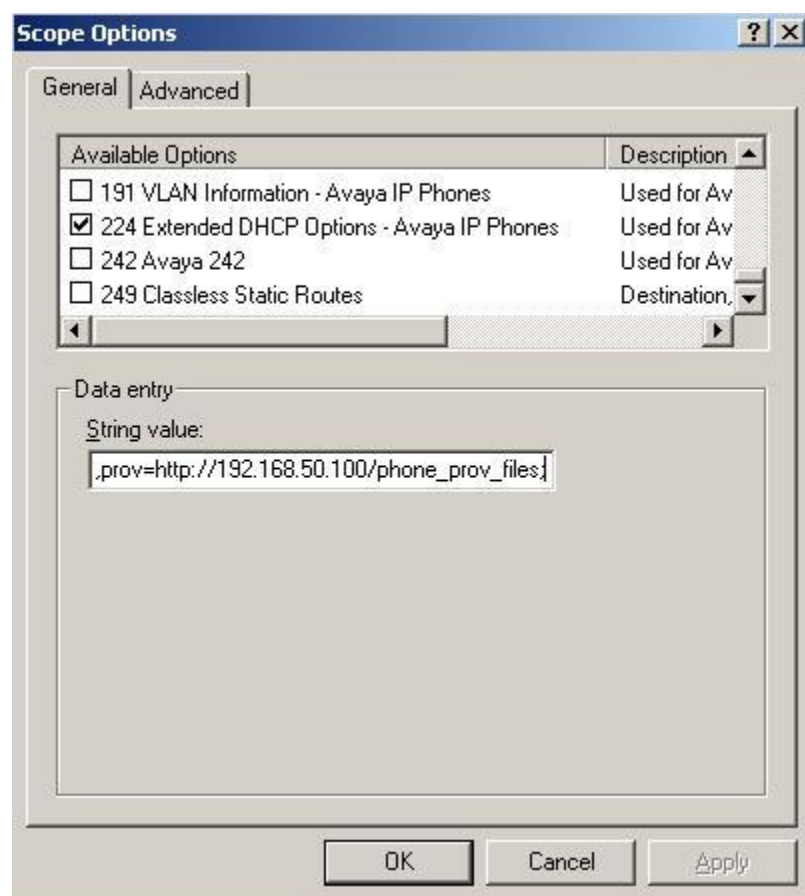 Scope Options
General Advanced
Available Options Description
191 VLAN Information - Avaya IP Phones Used for Av
224 Extended DHCP Options - Avaya IP Phones Used for Av
242 Avaya 242 Used for Av
249 Classless Static Routes Destination,
Data entry
String value:
,prov=http://192.168.50.100/phone_prov_files,
OK Cancel Apply